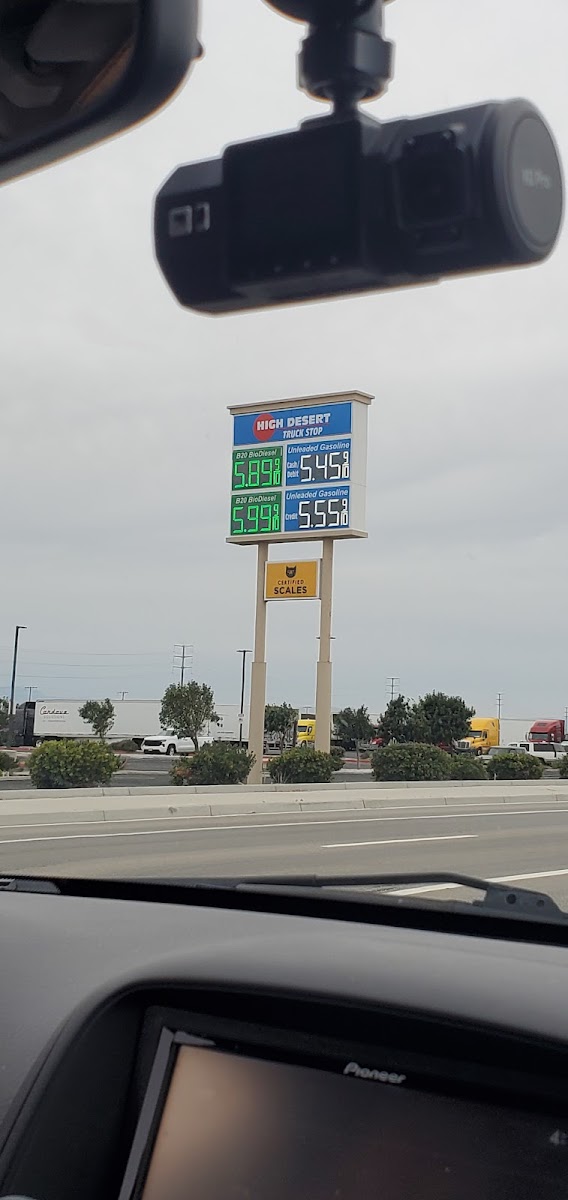 HIGH DESERT
TRUCK STOP
B20 BioDiesel
5.89 9/10
Unleaded Gasoline
Cash/
Debit
5.45 9/10
B20 BioDiesel
5.99 9/10
Unleaded Gasoline
Credit
5.55 9/10
CERTIFIED
SCALES
Cordova
Pioneer